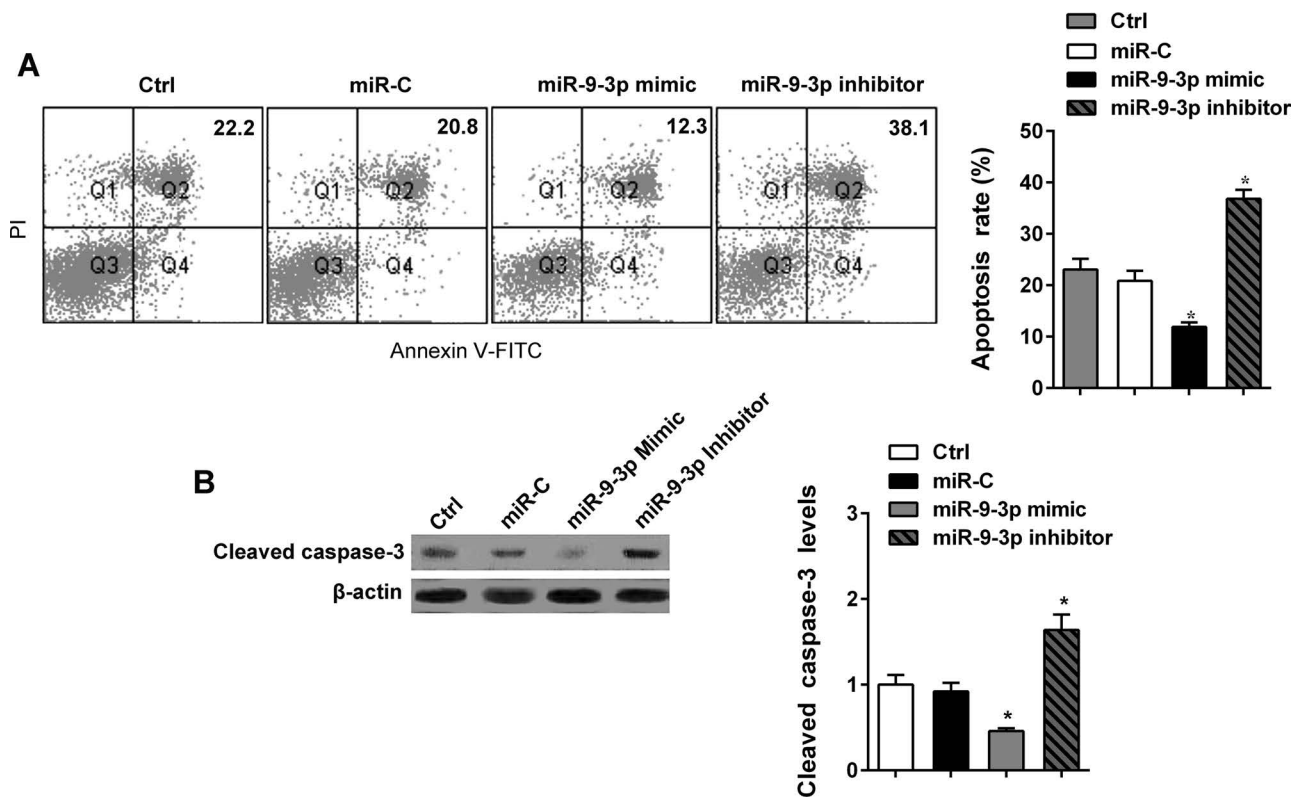 A
Ctrl
miR-C
miR-9-3p mimic
miR-9-3p inhibitor
22.2
20.8
12.3
38.1
Q1
Q2
Q3
Q4
Q1
Q2
Q3
Q4
Q1
Q2
Q3
Q4
Q1
Q2
Q3
Q4
PI
Annexin V-FITC
Ctrl
miR-C
miR-9-3p mimic
miR-9-3p inhibitor
Apoptosis rate (%)
50
40
30
20
10
0
*
*
B
Ctrl
miR-C
miR-9-3p Mimic
miR-9-3p Inhibitor
Cleaved caspase-3
β-actin
Ctrl
miR-C
miR-9-3p mimic
miR-9-3p inhibitor
Cleaved caspase-3 levels
3
2
1
0
*
*